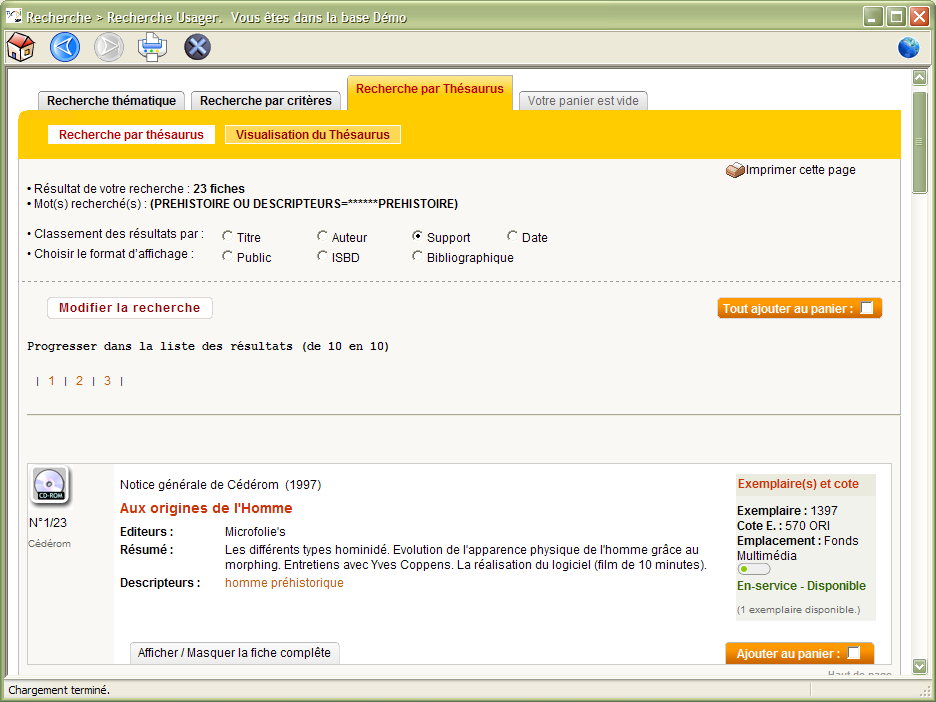 Recherche > Recherche Usager.  Vous êtes dans la base Démo
Recherche thématique
Recherche par critères
Recherche par Thésaurus
Votre panier est vide
Recherche par thésaurus
Visualisation du Thésaurus
Imprimer cette page
• Résultat de votre recherche : 23 fiches
• Mot(s) recherché(s) : (PREHISTOIRE OU DESCRIPTEURS=******PREHISTOIRE)
• Classement des résultats par : Titre Auteur Support Date
• Choisir le format d'affichage : Public ISBD Bibliographique
Modifier la recherche
Tout ajouter au panier :
Progresser dans la liste des résultats (de 10 en 10)
| 1 | 2 | 3 |
CD-ROM
N°1/23
Cédérom
Notice générale de Cédérom (1997)
Aux origines de l'Homme
Editeurs : Microfolie's
Résumé : Les différents types hominidé. Evolution de l'apparence physique de l'homme grâce au
morphing. Entretiens avec Yves Coppens. La réalisation du logiciel (film de 10 minutes).
Descripteurs : homme préhistorique
Exemplaire(s) et cote
Exemplaire : 1397
Cote E. : 570 ORI
Emplacement : Fonds
Multimédia
En-service - Disponible
(1 exemplaire disponible.)
Afficher / Masquer la fiche complète
Ajouter au panier :
Haut de page
Chargement terminé.